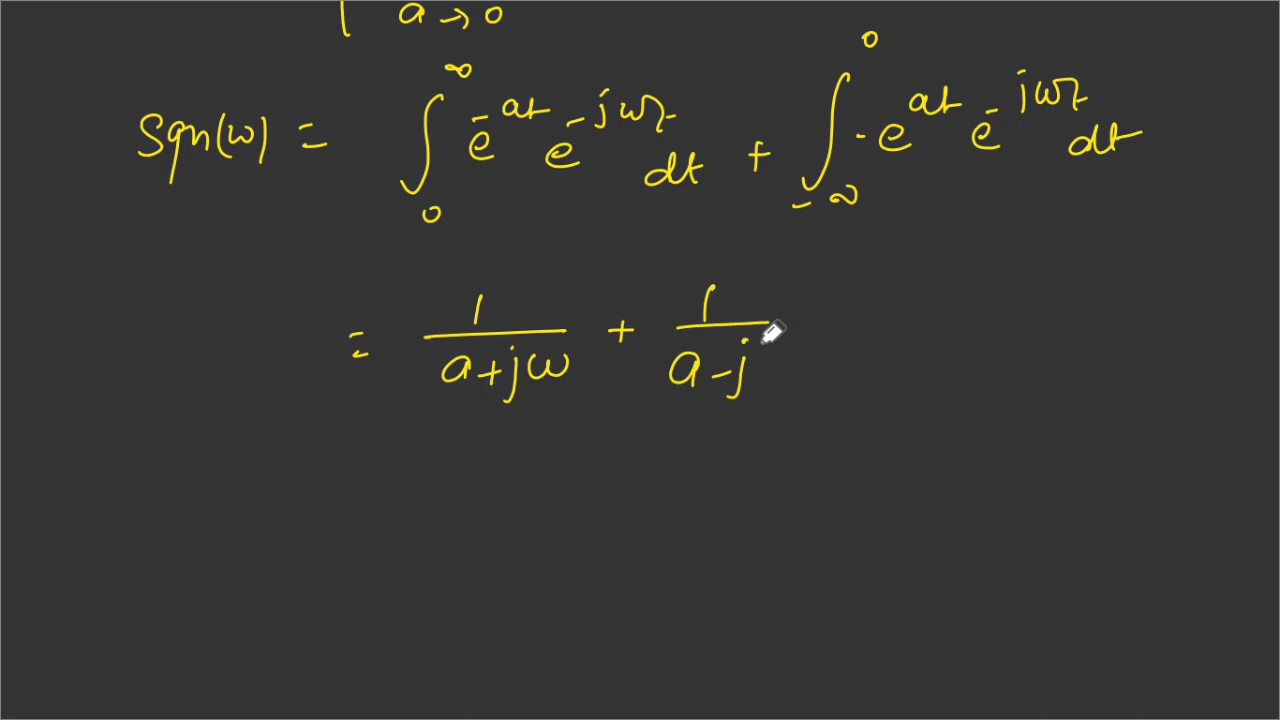 a → 0
Sgn(ω) = ∫₀^∞ e^-at e^-jωt dt + ∫_-∞^0 -e^at e^-jωt dt
= 1/(a+jω) + 1/(a-j